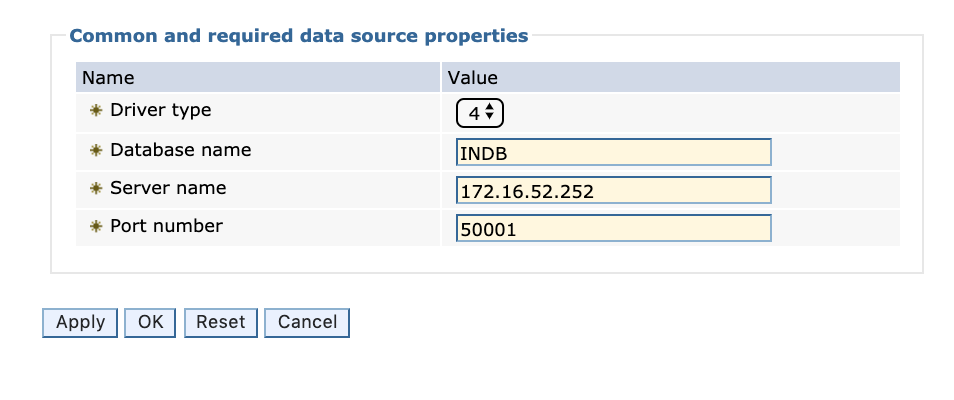 Common and required data source properties
Name Value
Driver type 4
Database name INDB
Server name 172.16.52.252
Port number 50001
Apply OK Reset Cancel